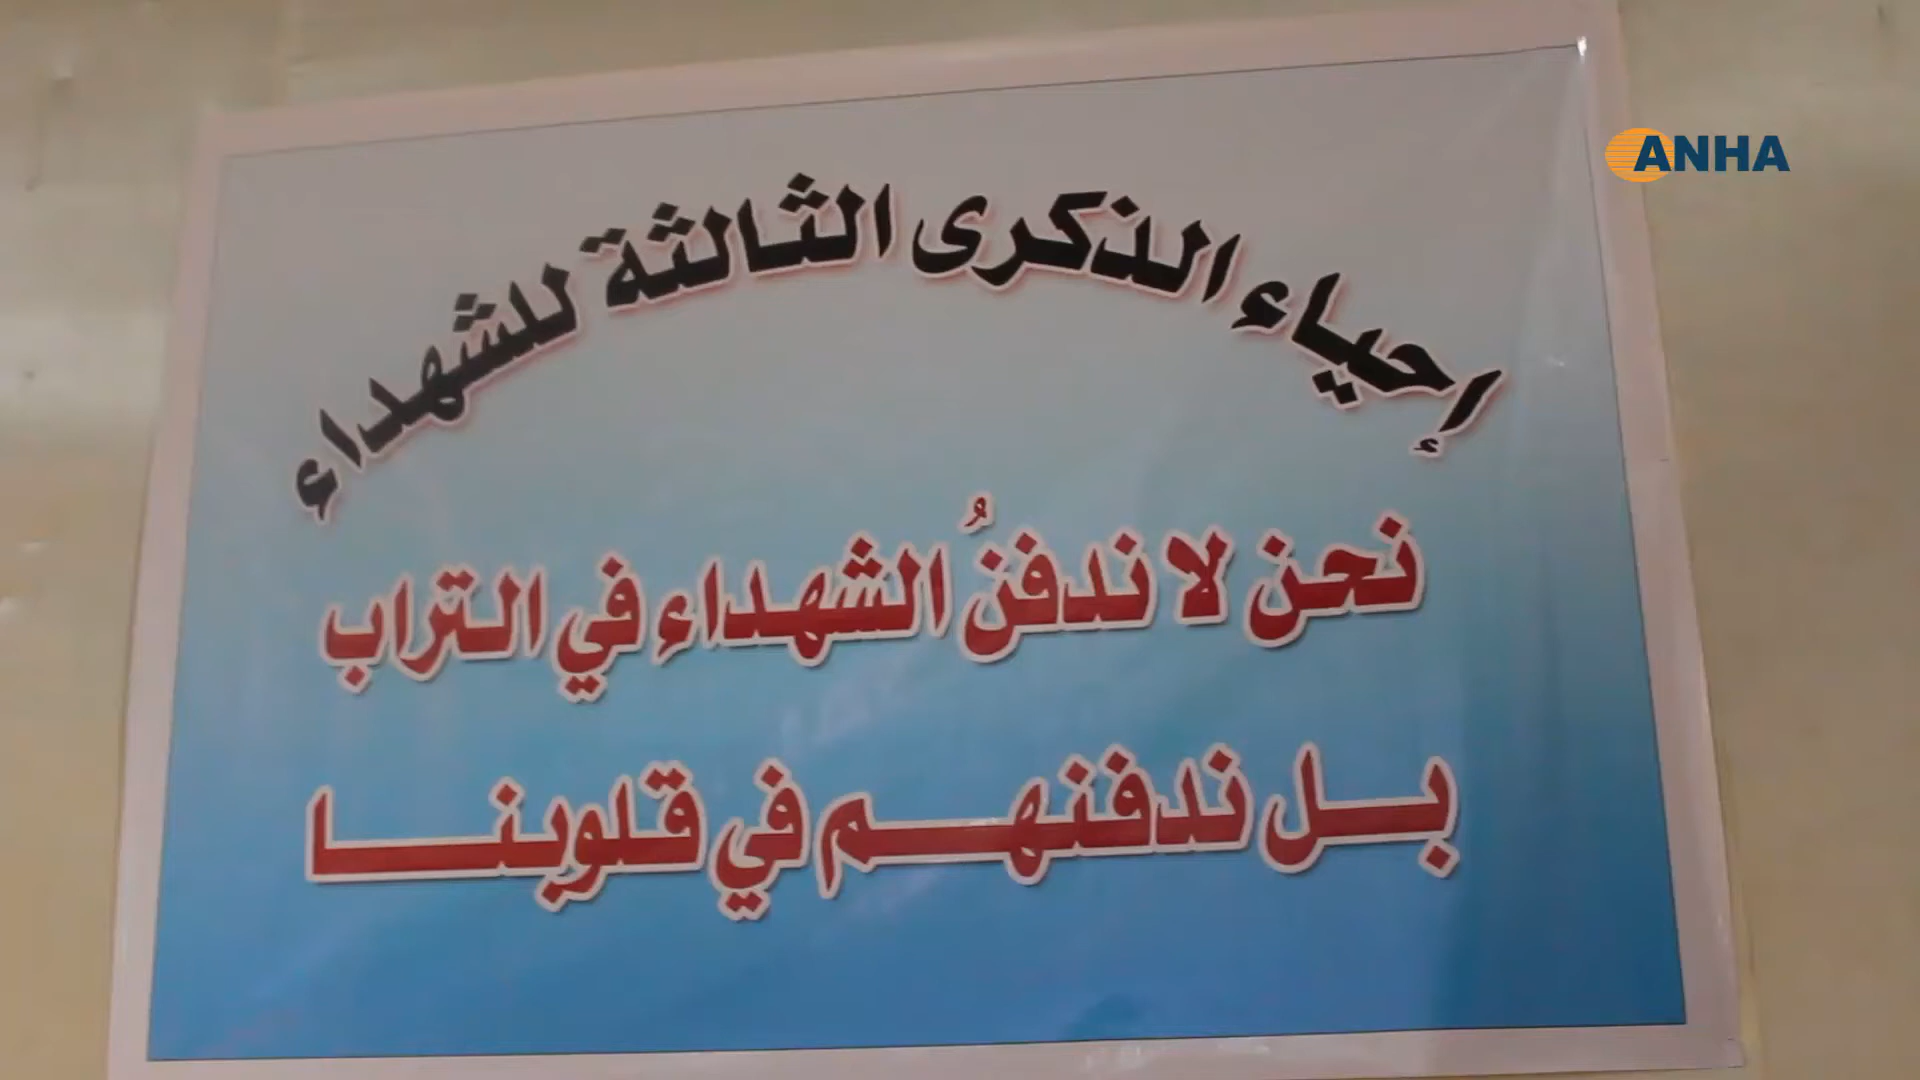 ANHA
إحياء الذكرى الثالثة للشهداء
نحن لا ندفنُ الشهداء في التراب
بل ندفنهم في قلوبنا